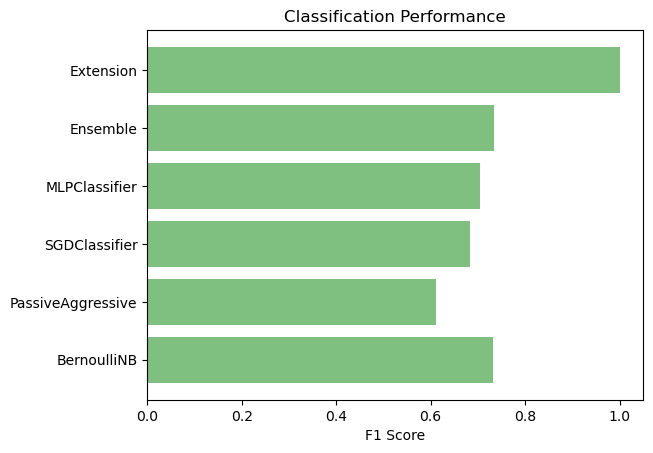 Classification Performance
Extension
Ensemble
MLPClassifier
SGDClassifier
PassiveAggressive
BernoulliNB
0.0 0.2 0.4 0.6 0.8 1.0
F1 Score